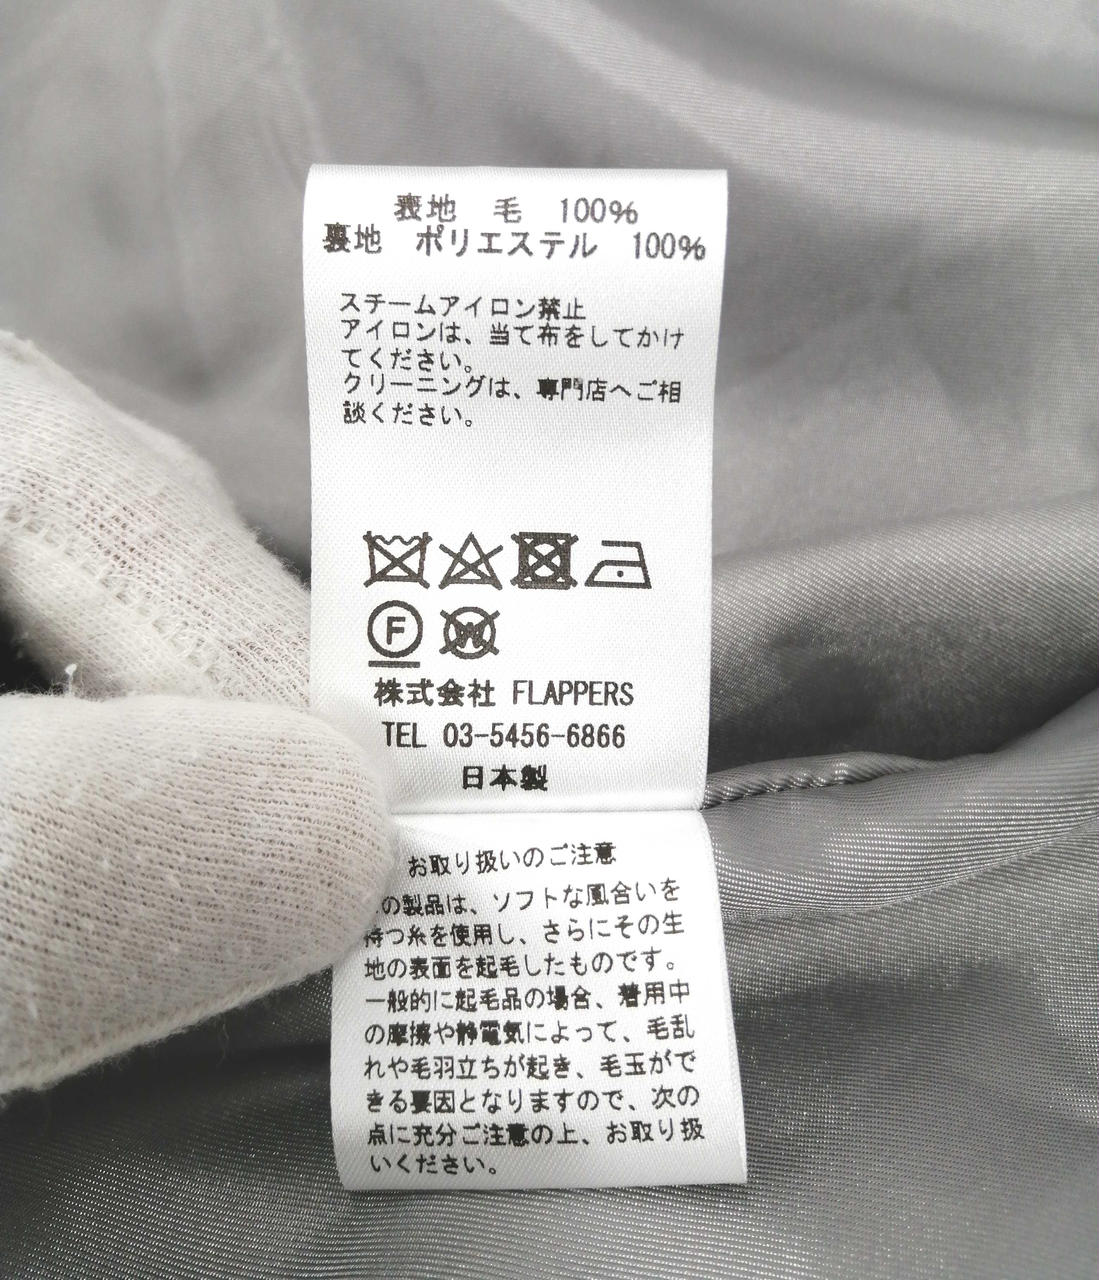 表地 毛 100%
裏地 ポリエステル 100%
スチームアイロン禁止
アイロンは、当て布をしてかけ
てください。
クリーニングは、専門店へご相
談ください。
F W
株式会社 FLAPPERS
TEL 03-5456-6866
日本製
お取り扱いのご注意
の製品は、ソフトな風合いを
持つ糸を使用し、さらにその生
地の表面を起毛したものです。
一般的に起毛品の場合、着用中
の摩擦や静電気によって、毛乱
れや毛羽立ちが起き、毛玉がで
きる要因となりますので、次の
点に充分ご注意の上、お取り扱
いください。